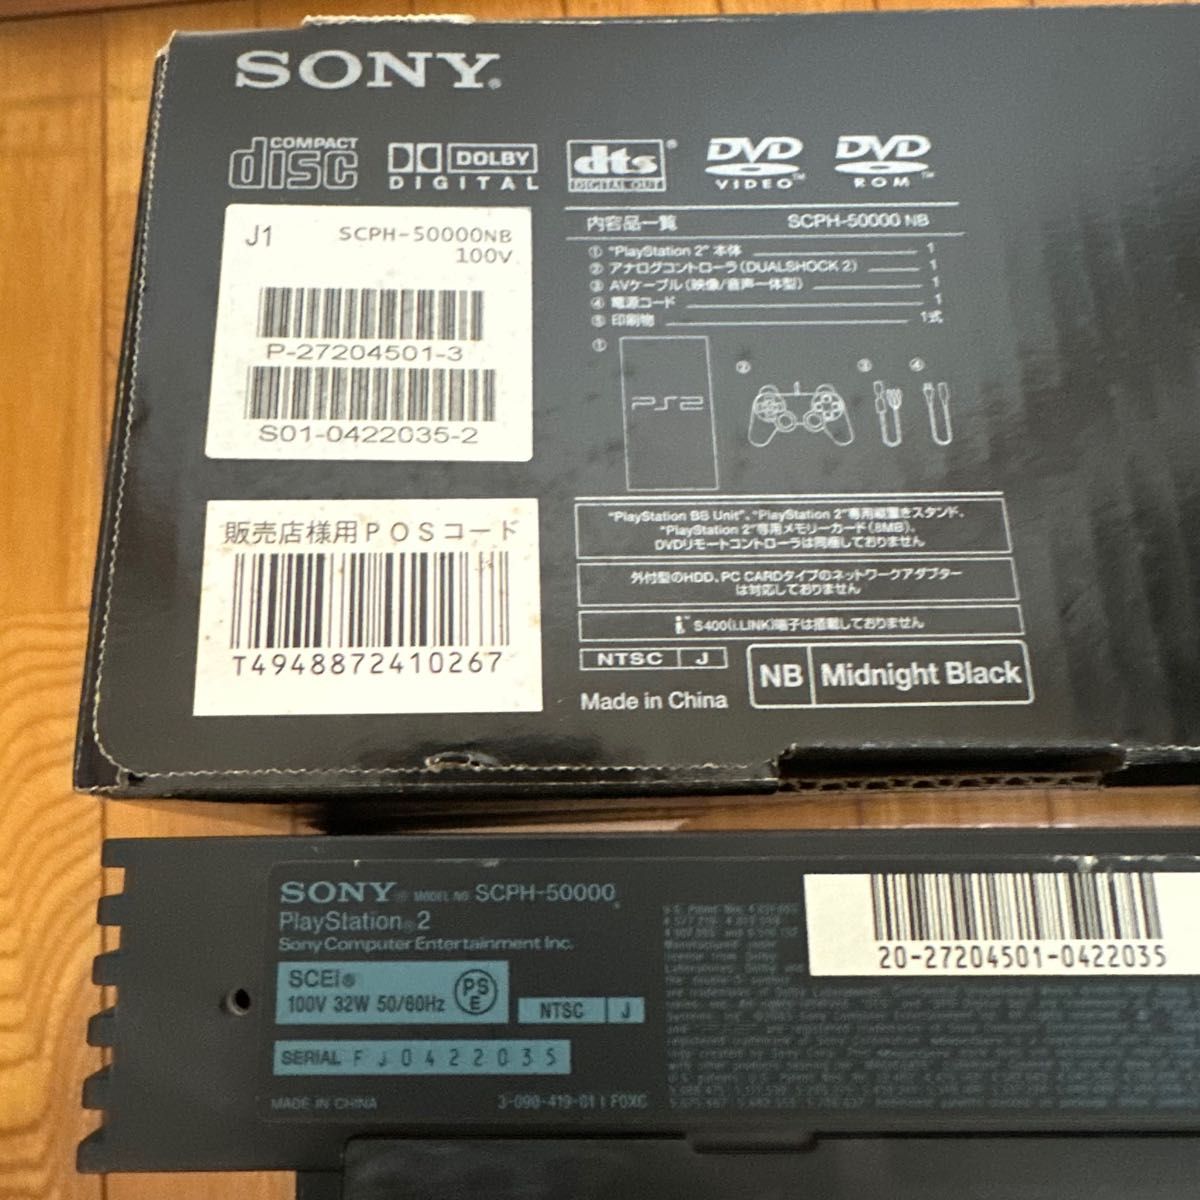 SONY®
COMPACT disc
DOLBY DIGITAL
dts® DIGITAL OUT
DVD VIDEO™
DVD ROM™
J1 SCPH-50000NB
100V
P-27204501-3
S01-0422035-2
内容品一覧 SCPH-50000 NB
① "PlayStation 2" 本体 1
② アナログコントローラ(DUALSHOCK 2) 1
③ AVケーブル(映像/音声一体型) 1
④ 電源コード 1
⑤ 印刷物 1式
① ② ③ ④
PS2
販売店様用POSコード
T4948872410267
"PlayStation BB Unit"、"PlayStation 2"専用縦置きスタンド、
"PlayStation 2"専用メモリーカード(8MB)、
DVDリモートコントローラは同梱しておりません
外付型のHDD、PC CARDタイプのネットワークアダプター
は対応しておりません
i™ S400(i.LINK)端子は搭載しておりません
NTSC J
Made in China
NB Midnight Black
SONY® MODEL NO. SCPH-50000
PlayStation®2
Sony Computer Entertainment Inc.
SCEI®
100V 32W 50/60Hz
PSE
NTSC J
SERIAL FJ0422035
MADE IN CHINA
3-090-419-01 I FOXC
20-27204501-0422035
Manufactured under
license from Dolby